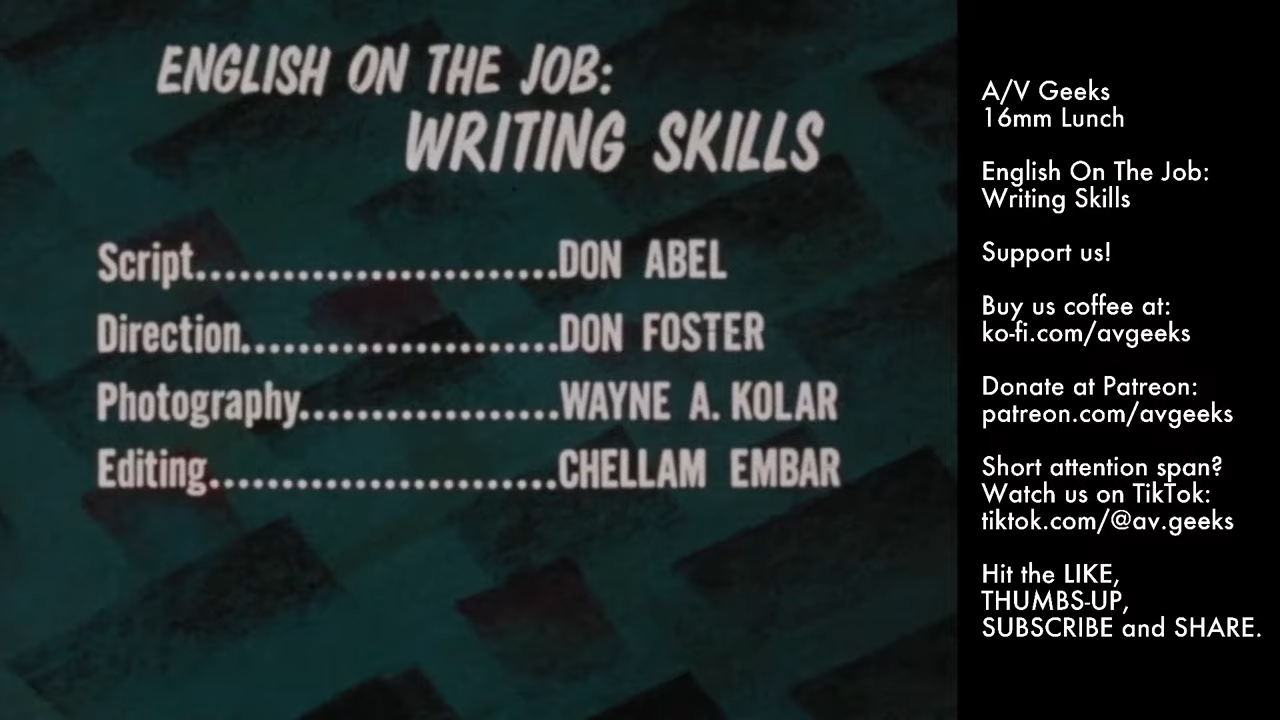 ENGLISH ON THE JOB:
WRITING SKILLS
Script.........................DON ABEL
Direction......................DON FOSTER
Photography..................WAYNE A. KOLAR
Editing........................CHELLAM EMBAR
A/V Geeks
16mm Lunch
English On The Job:
Writing Skills
Support us!
Buy us coffee at:
ko-fi.com/avgeeks
Donate at Patreon:
patreon.com/avgeeks
Short attention span?
Watch us on TikTok:
tiktok.com/@av.geeks
Hit the LIKE,
THUMBS-UP,
SUBSCRIBE and SHARE.